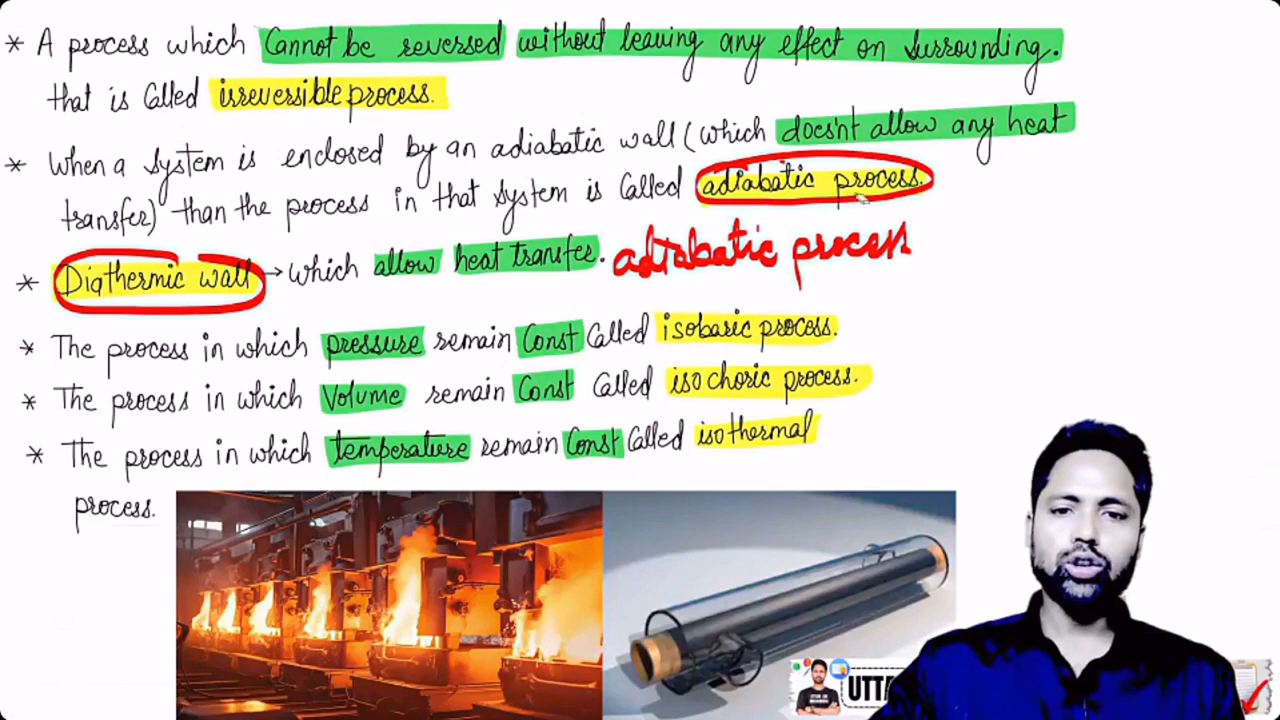 * A process which Cannot be reversed without leaving any effect on Surrounding.
that is Called irreversible process.
* When a System is enclosed by an adiabatic wall (which does'nt allow any heat
transfer) than the process in that system is Called adiabatic process.
* Diathermic wall → which allow heat transfer. adiabatic process
* The process in which pressure remain Const Called isobaric process.
* The process in which Volume remain Const Called isochoric process.
* The process in which temperature remain Const Called isothermal
process.